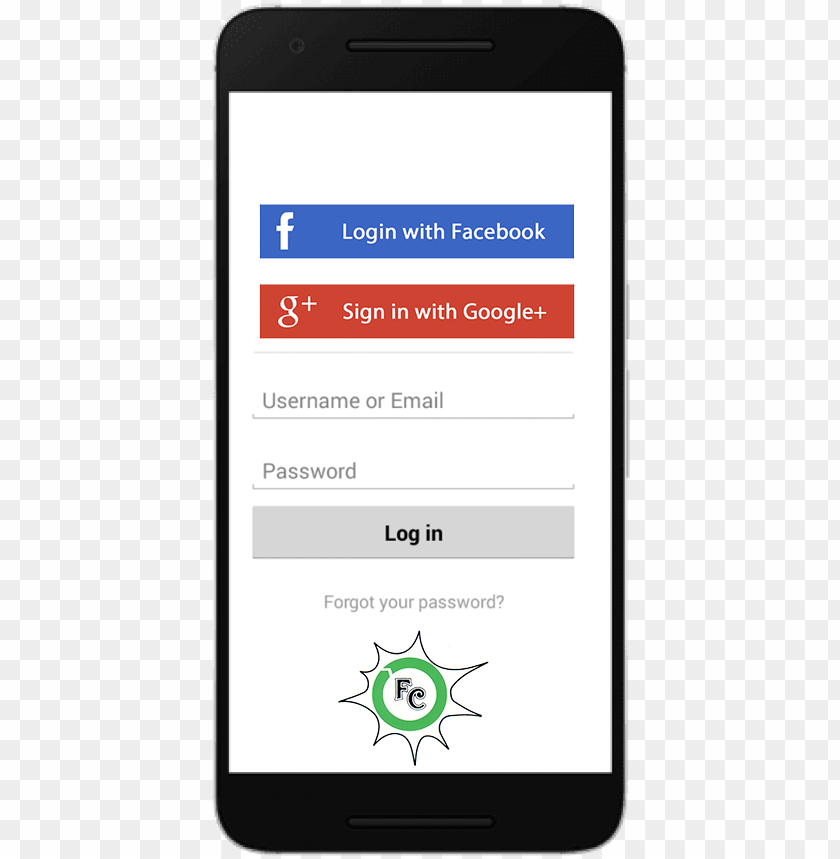 f Login with Facebook
g+ Sign in with Google+
Username or Email
Password
Log in
Forgot your password?
FC